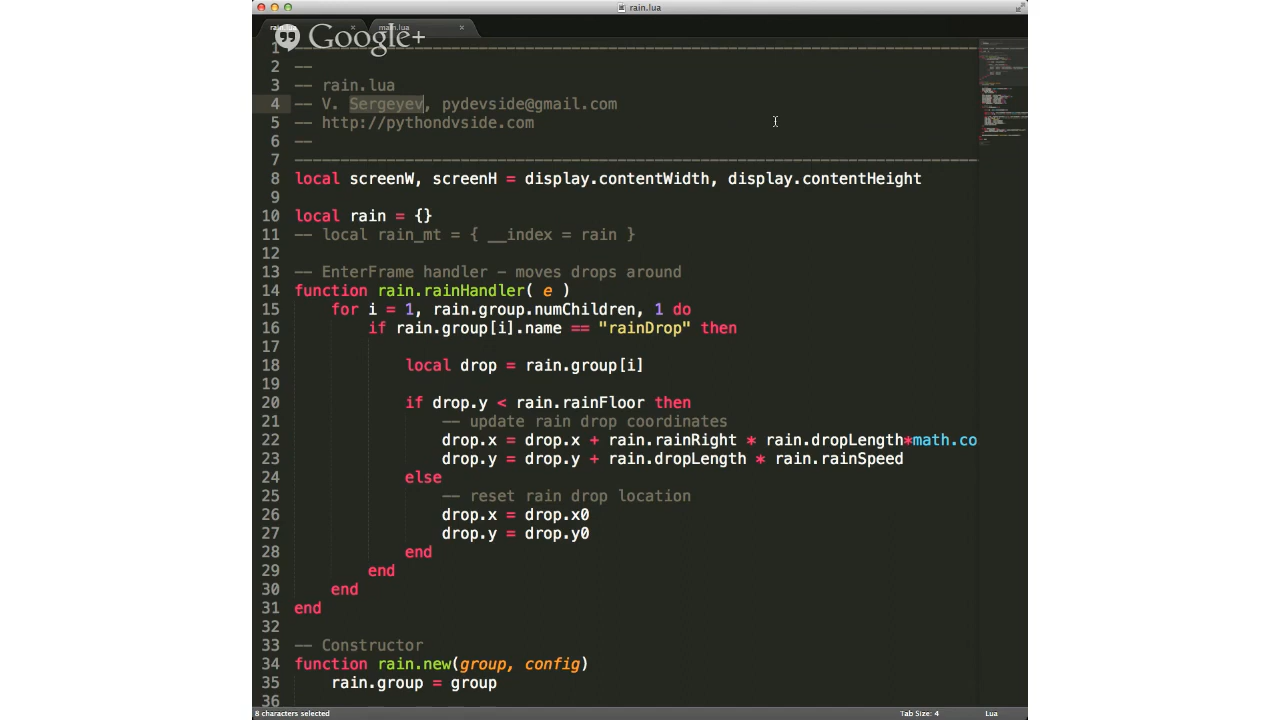 rain.lua
rain.lua main.lua
Google+
1 --------------------------------------------------------------------------
2 --
3 -- rain.lua
4 -- V. Sergeyev, pydevside@gmail.com
5 -- http://pythondvside.com
6 --
7 --------------------------------------------------------------------------
8 local screenW, screenH = display.contentWidth, display.contentHeight
9
10 local rain = {}
11 -- local rain_mt = { __index = rain }
12
13 -- EnterFrame handler - moves drops around
14 function rain.rainHandler( e )
15 for i = 1, rain.group.numChildren, 1 do
16 if rain.group[i].name == "rainDrop" then
17
18 local drop = rain.group[i]
19
20 if drop.y < rain.rainFloor then
21 -- update rain drop coordinates
22 drop.x = drop.x + rain.rainRight * rain.dropLength*math.co
23 drop.y = drop.y + rain.dropLength * rain.rainSpeed
24 else
25 -- reset rain drop location
26 drop.x = drop.x0
27 drop.y = drop.y0
28 end
29 end
30 end
31 end
32
33 -- Constructor
34 function rain.new(group, config)
35 rain.group = group
36
8 characters selected
Tab Size: 4 Lua